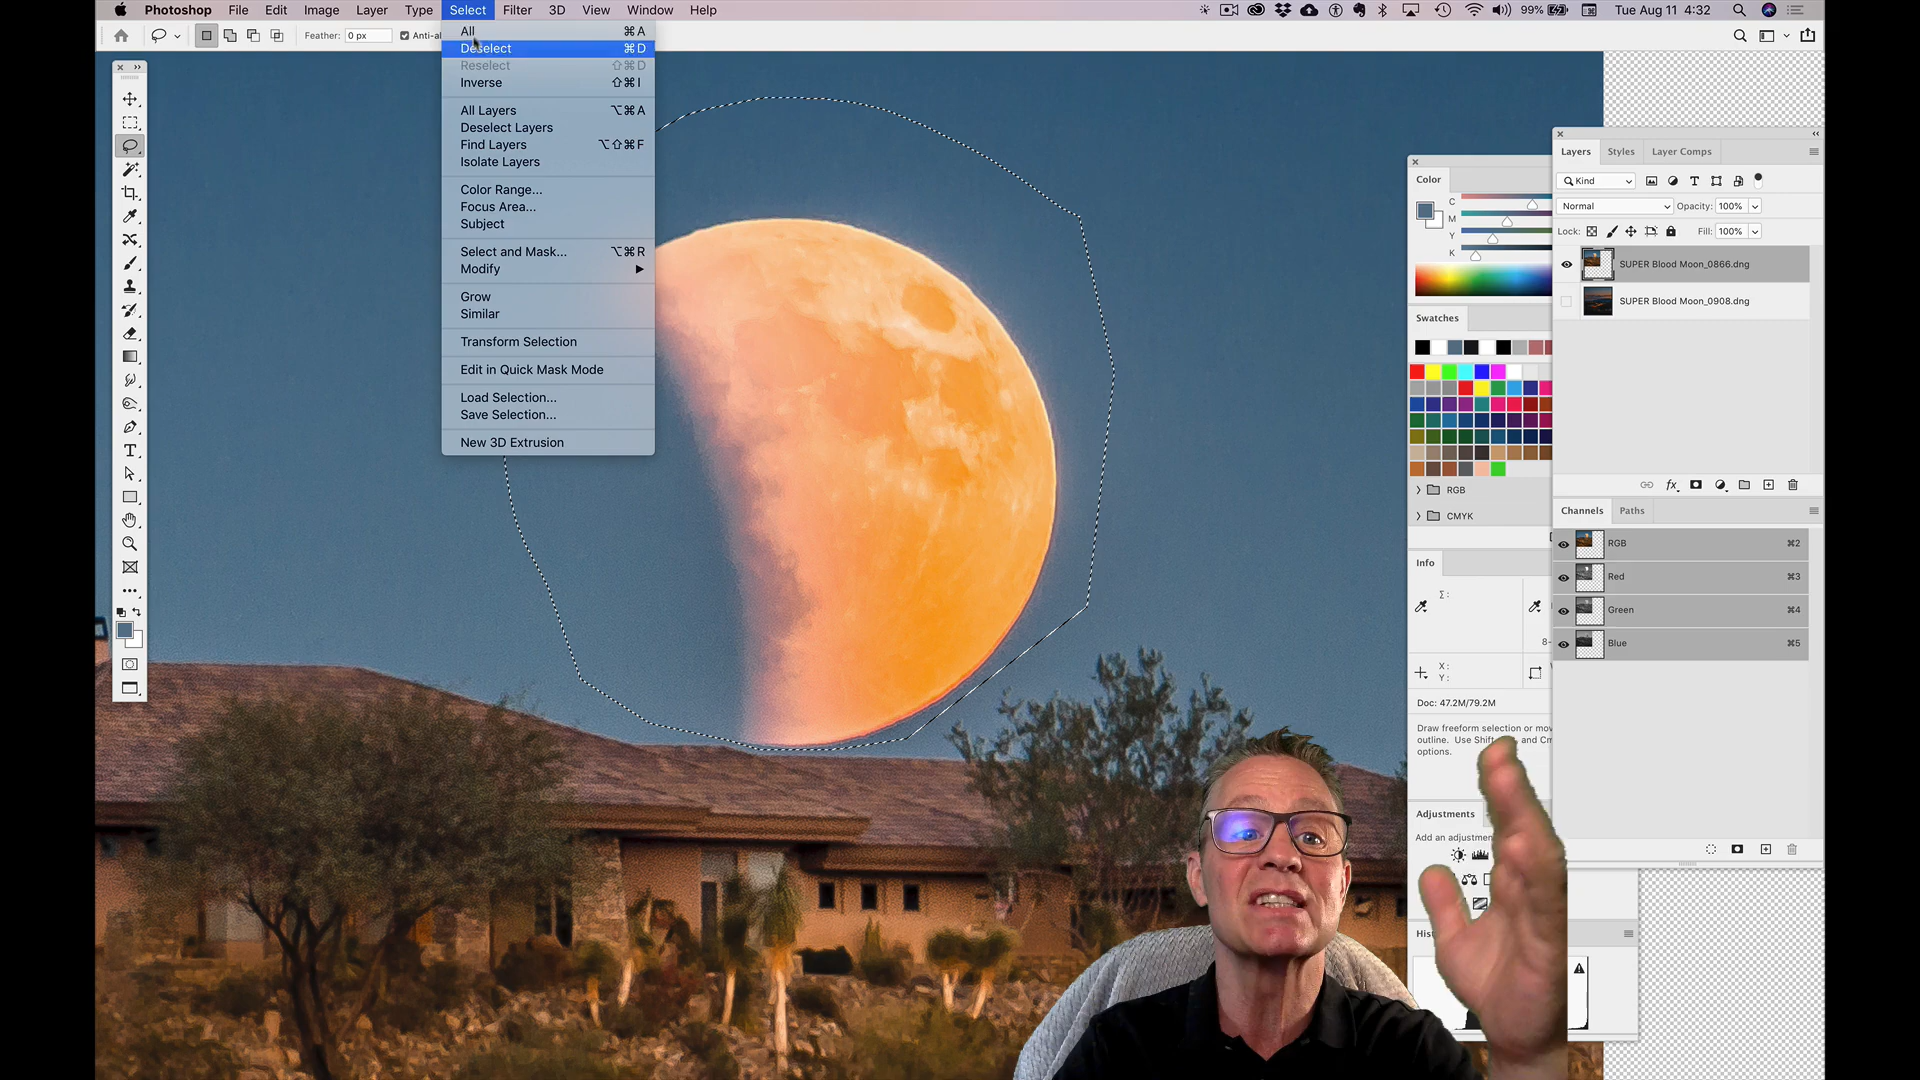 Photoshop File Edit Image Layer Type Select Filter 3D View Window Help 99% Tue Aug 11 4:32
Feather: 0 px Anti-al
All ⌘A
Deselect ⌘D
Reselect ⇧⌘D
Inverse ⇧⌘I
All Layers ⌥⌘A
Deselect Layers
Find Layers ⌥⇧⌘F
Isolate Layers
Color Range...
Focus Area...
Subject
Select and Mask... ⌥⌘R
Modify
Grow
Similar
Transform Selection
Edit in Quick Mask Mode
Load Selection...
Save Selection...
New 3D Extrusion
Color
C
M
Y
K
Swatches
RGB
CMYK
Info
Σ:
8-
X:
Y:
Doc: 47.2M/79.2M
Draw freeform selection or mov
outline. Use Shift, and Cm
options.
Adjustments
Add an adjustmen
Hist
Layers Styles Layer Comps
Kind
Normal Opacity: 100%
Lock: Fill: 100%
SUPER Blood Moon_0866.dng
SUPER Blood Moon_0908.dng
fx
Channels Paths
RGB ⌘2
Red ⌘3
Green ⌘4
Blue ⌘5